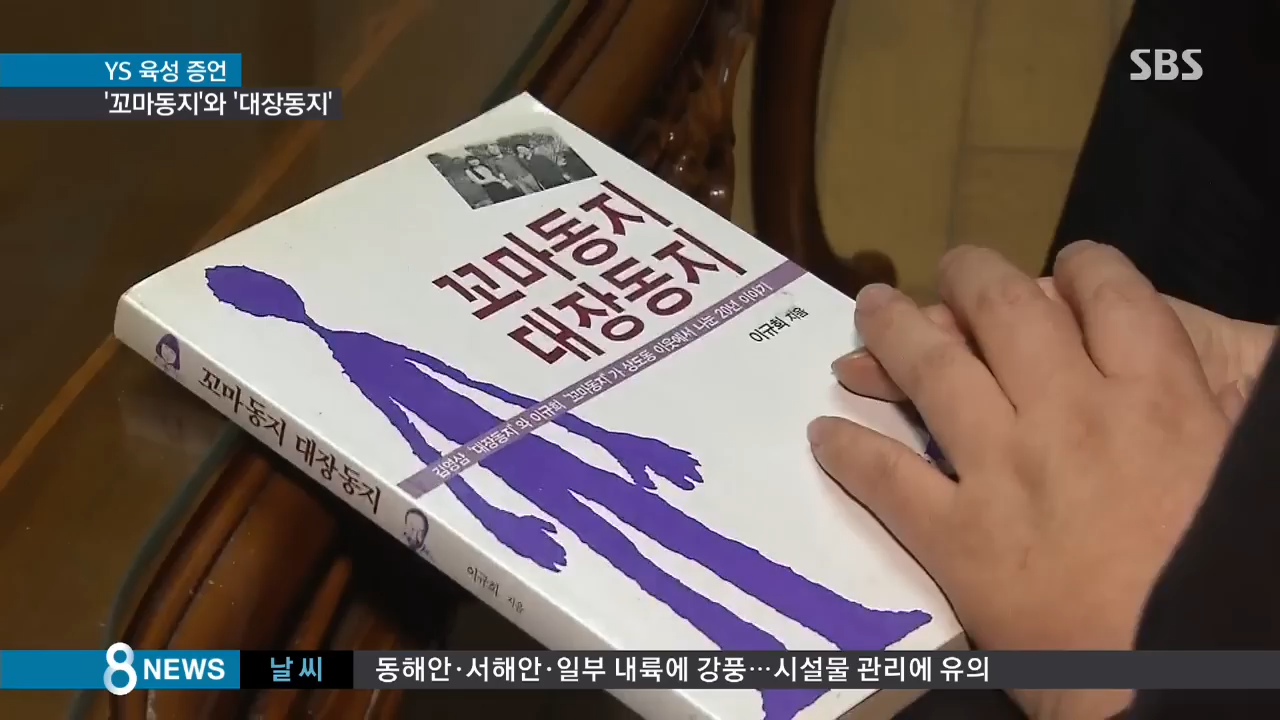 YS 육성 증언
'꼬마동지'와 '대장동지'
SBS
꼬마동지
대장동지
김영삼 '대장동지' 와 이규희 '꼬마동지' 가 상도동 이웃에서 나눈 20년 이야기
이규희 지음
꼬마동지 대장동지
이규희 지음
8 NEWS
날씨
동해안·서해안·일부 내륙에 강풍…시설물 관리에 유의